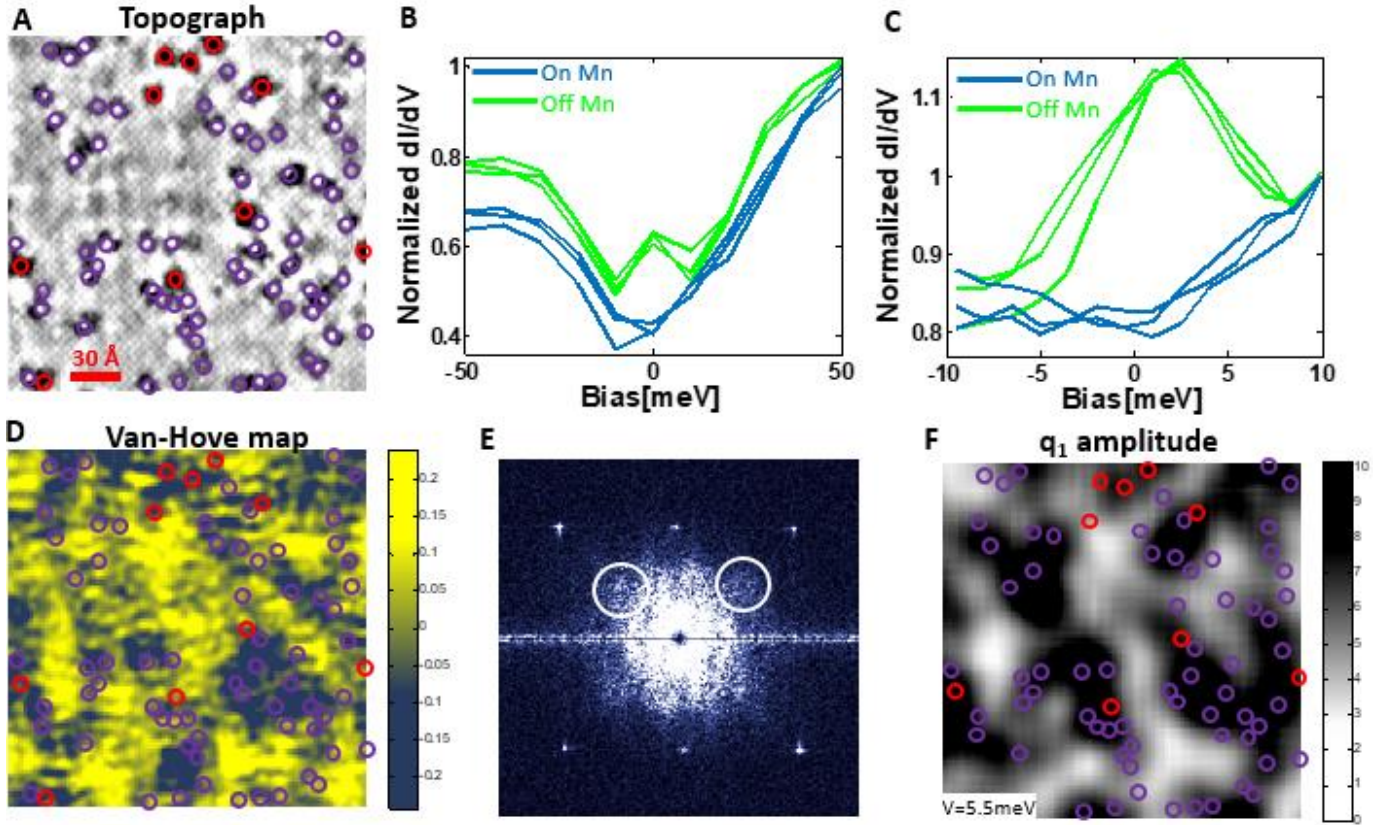 A
Topograph
30 Å
B
On Mn
Off Mn
Normalized dI/dV
1
0.8
0.6
0.4
-50
0
50
Bias[meV]
C
On Mn
Off Mn
Normalized dI/dV
1.1
1
0.9
0.8
-10
-5
0
5
10
Bias[meV]
D
Van-Hove map
0.2
0.15
0.1
0.05
0
-0.05
-0.1
-0.15
-0.2
E
F
q₁ amplitude
V=5.5meV
10
9
8
7
6
5
4
3
2
1
0